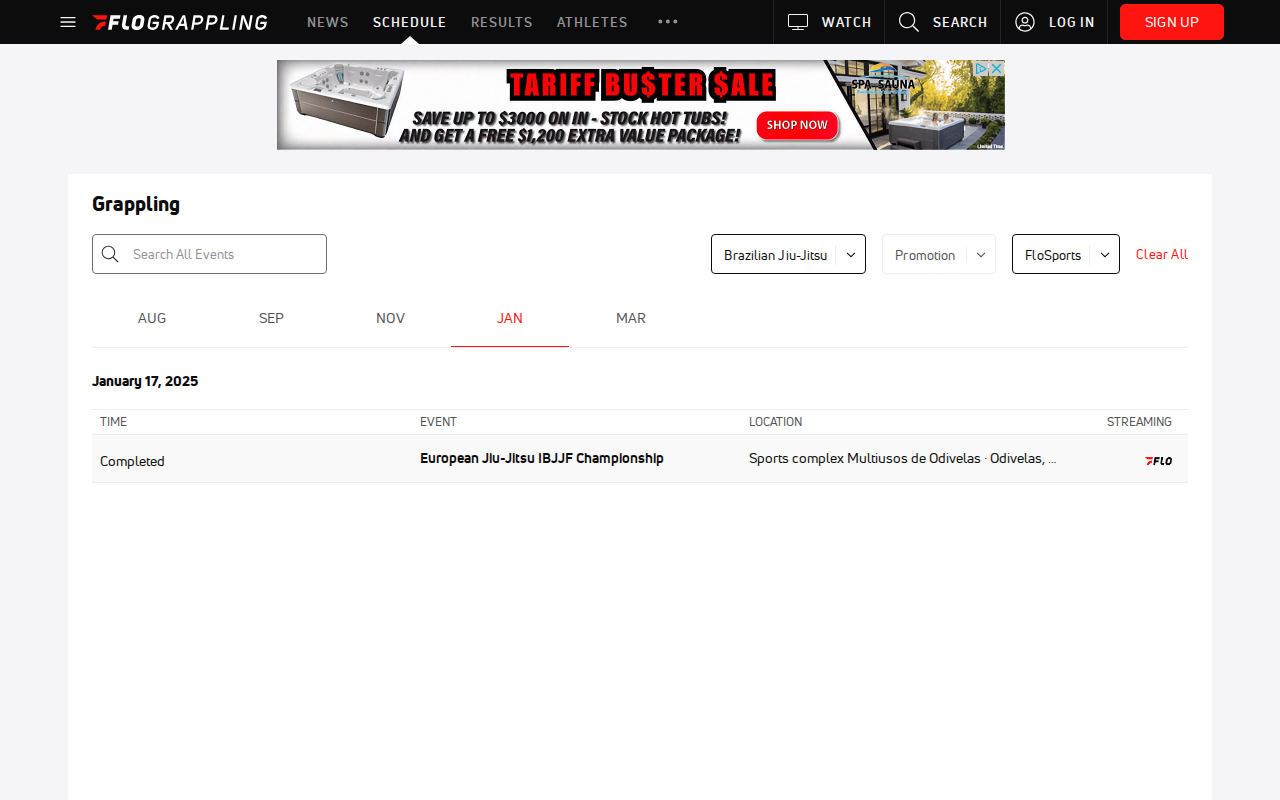 FLOGRAPPLING NEWS SCHEDULE RESULTS ATHLETES ••• WATCH SEARCH LOG IN SIGN UP
TARIFF BU$TER $ALE
SAVE UP TO $3000 ON IN - STOCK HOT TUBS!
AND GET A FREE $1,200 EXTRA VALUE PACKAGE!
SHOP NOW
SPA SAUNA
Limited Time
Grappling
Search All Events
Brazilian Jiu-Jitsu Promotion FloSports Clear All
AUG SEP NOV JAN MAR
January 17, 2025
TIME EVENT LOCATION STREAMING
Completed European Jiu-Jitsu IBJJF Championship Sports complex Multiusos de Odivelas · Odivelas, ... FLO